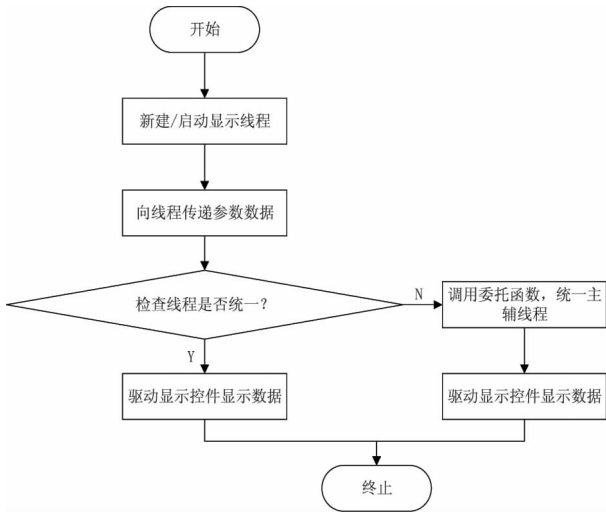 开始
新建/启动显示线程
向线程传递参数数据
检查线程是否统一?
N
调用委托函数，统一主
辅线程
Y
驱动显示控件显示数据
驱动显示控件显示数据
终止